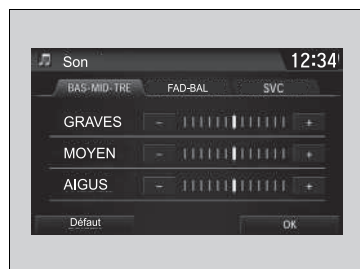 Son 12:34
BAS-MID-TRE FAD-BAL SVC
GRAVES - +
MOYEN - +
AIGUS - +
Défaut OK